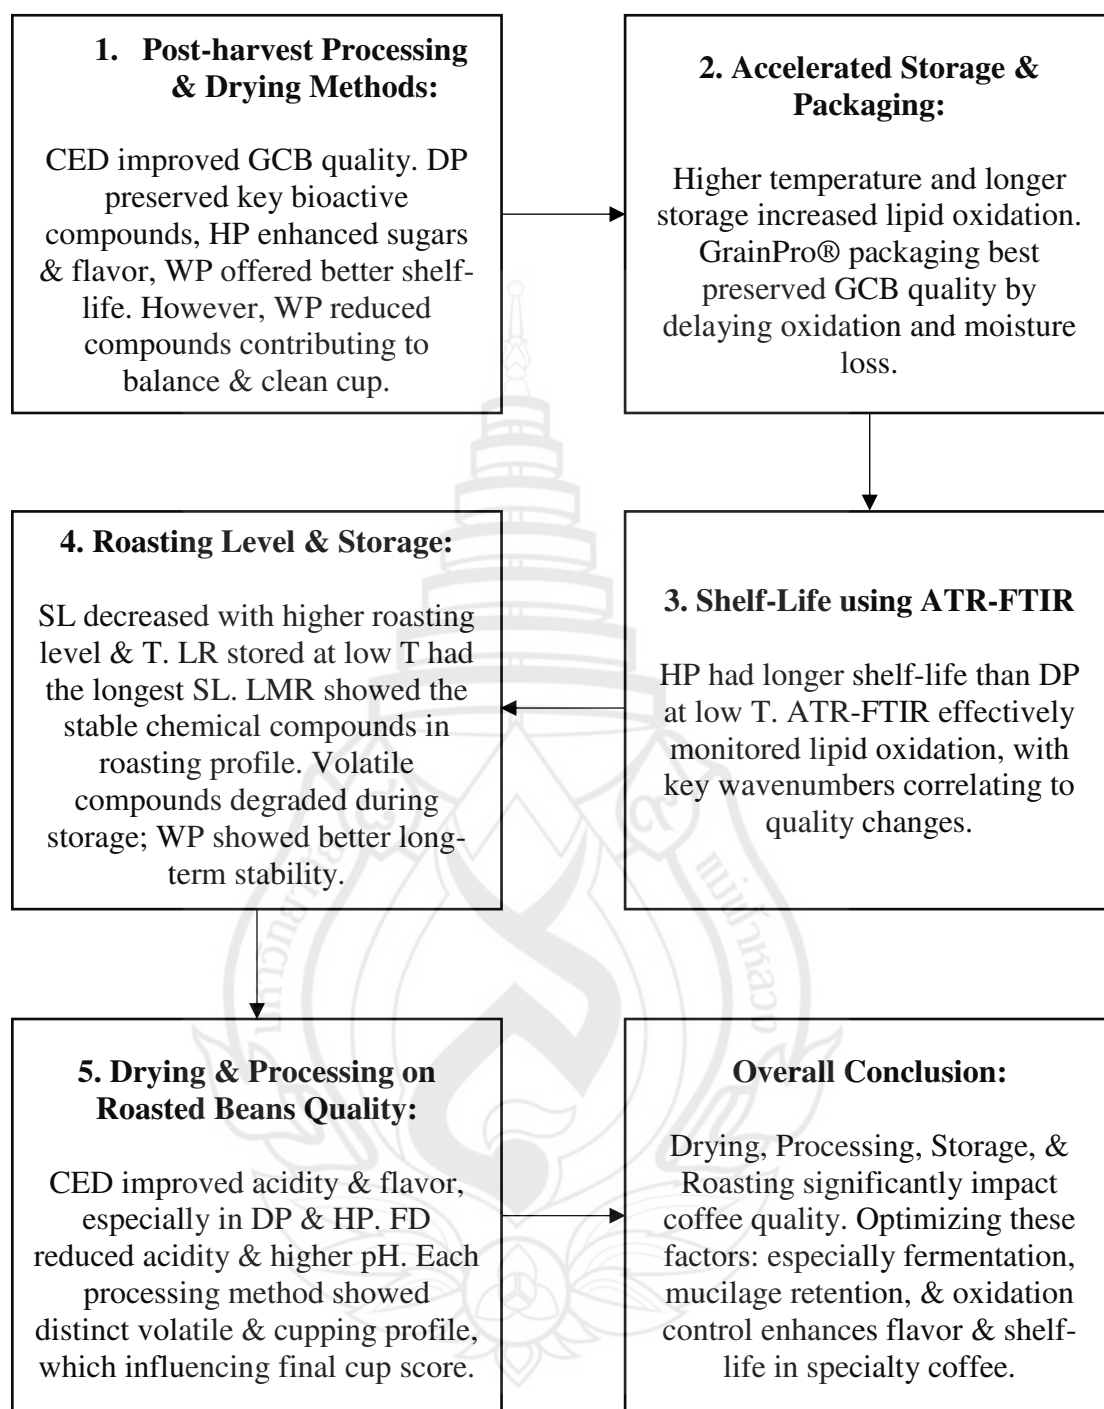 1. Post-harvest Processing
& Drying Methods:
CED improved GCB quality. DP
preserved key bioactive
compounds, HP enhanced sugars
& flavor, WP offered better shelf-
life. However, WP reduced
compounds contributing to
balance & clean cup.
2. Accelerated Storage &
Packaging:
Higher temperature and longer
storage increased lipid oxidation.
GrainPro® packaging best
preserved GCB quality by
delaying oxidation and moisture
loss.
3. Shelf-Life using ATR-FTIR
HP had longer shelf-life than DP
at low T. ATR-FTIR effectively
monitored lipid oxidation, with
key wavenumbers correlating to
quality changes.
4. Roasting Level & Storage:
SL decreased with higher roasting
level & T. LR stored at low T had
the longest SL. LMR showed the
stable chemical compounds in
roasting profile. Volatile
compounds degraded during
storage; WP showed better long-
term stability.
5. Drying & Processing on
Roasted Beans Quality:
CED improved acidity & flavor,
especially in DP & HP. FD
reduced acidity & higher pH. Each
processing method showed
distinct volatile & cupping profile,
which influencing final cup score.
Overall Conclusion:
Drying, Processing, Storage, &
Roasting significantly impact
coffee quality. Optimizing these
factors: especially fermentation,
mucilage retention, & oxidation
control enhances flavor & shelf-
life in specialty coffee.
แม่ฟ้าหลวง